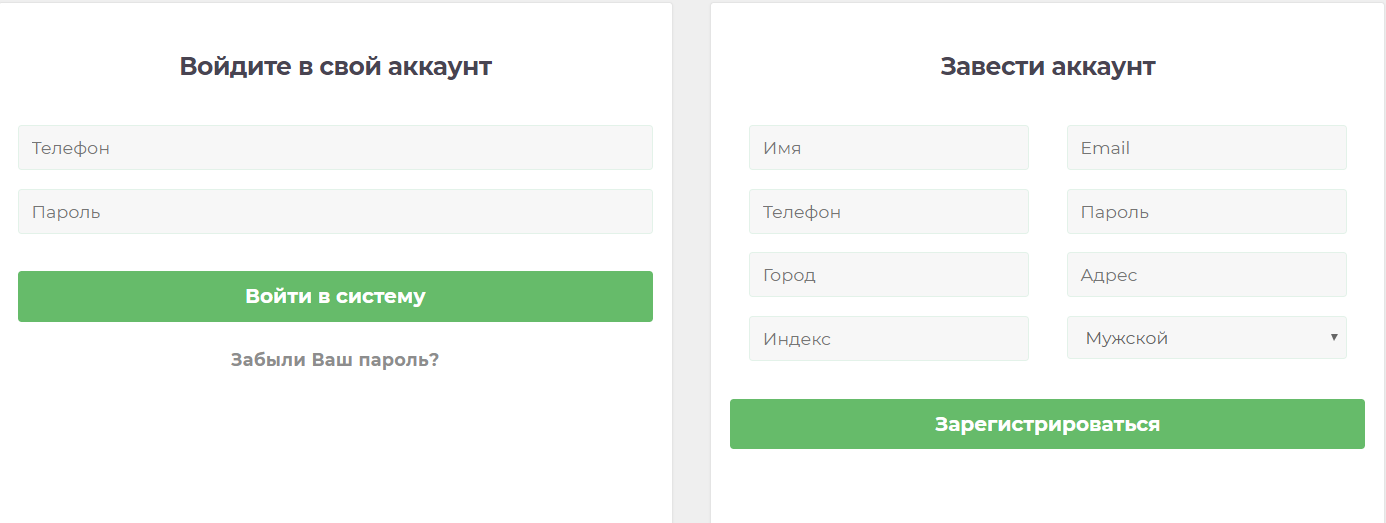 Войдите в свой аккаунт
Телефон
Пароль
Войти в систему
Забыли Ваш пароль?
Завести аккаунт
Имя
Email
Телефон
Пароль
Город
Адрес
Индекс
Мужской
Зарегистрироваться